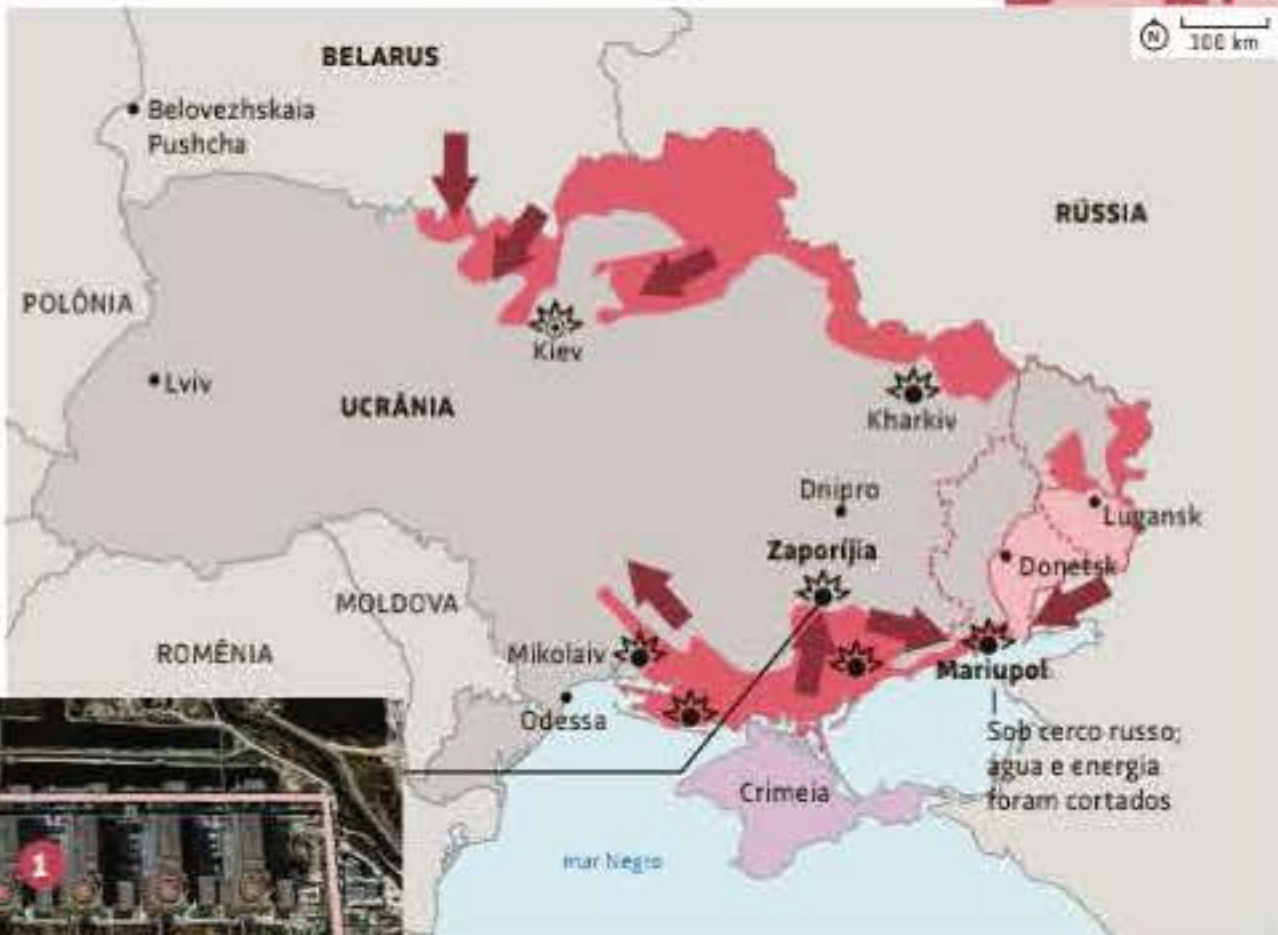 N
100 km
BELARUS
Belovezhskaia
Pushcha
RÚSSIA
POLÔNIA
Kiev
Lviv
UCRÂNIA
Kharkiv
Dnipro
Lugansk
Zaporíjia
Donetsk
MOLDOVA
ROMÊNIA
Mikolaiv
Mariupol
Odessa
Sob cerco russo;
água e energia
foram cortados
Crimeia
mar Negro
1